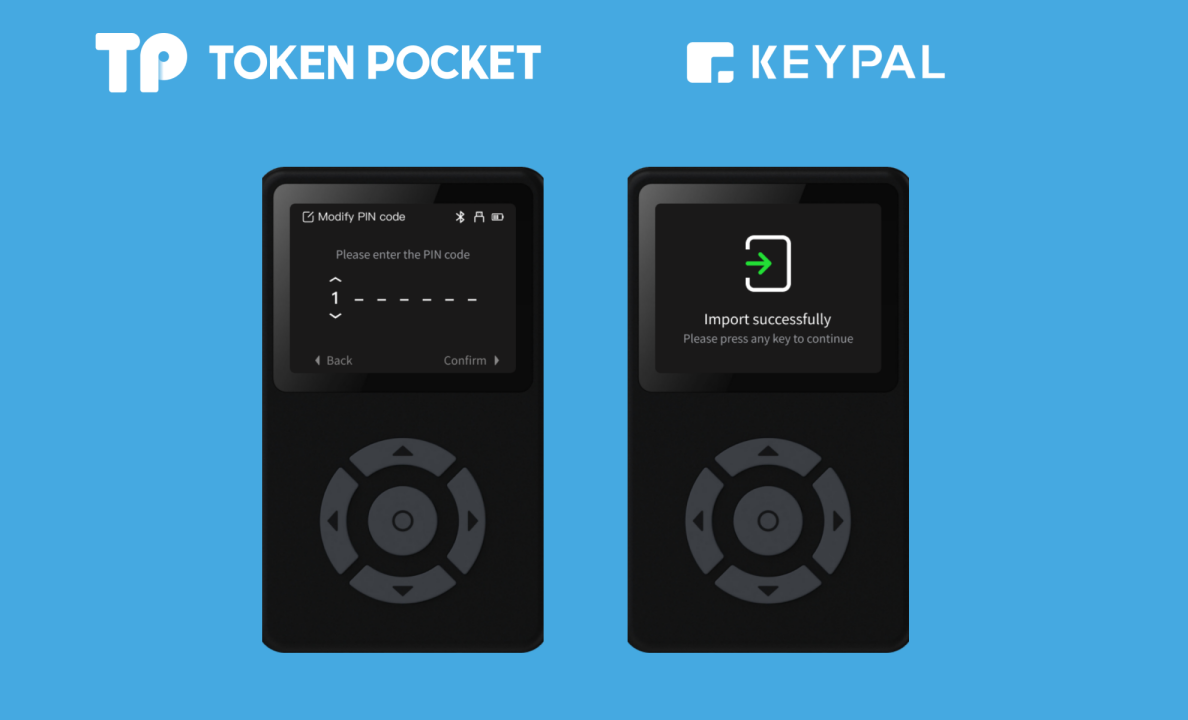 TP TOKEN POCKET
KEYPAL
Modify PIN code
Please enter the PIN code
1 – – – – – –
Back
Confirm
Import successfully
Please press any key to continue